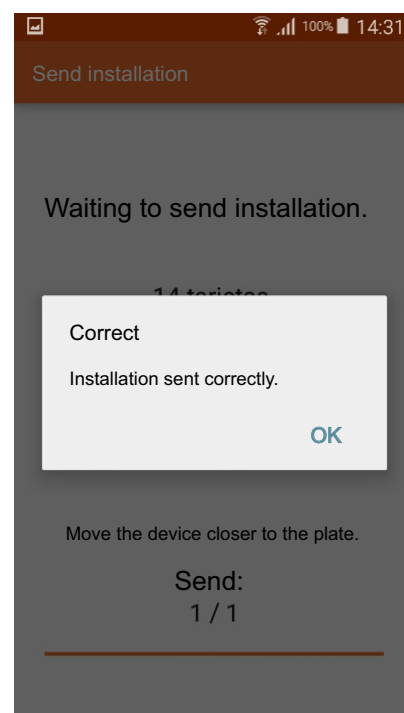 100% 14:31
Send installation
Waiting to send installation.
Correct
Installation sent correctly.
OK
Move the device closer to the plate.
Send:
1 / 1